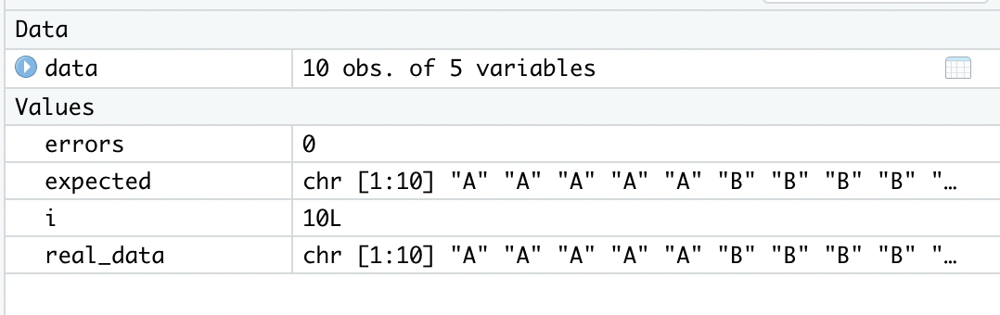 Data
data 10 obs. of 5 variables
Values
errors 0
expected chr [1:10] "A" "A" "A" "A" "A" "B" "B" "B" "B" "…
i 10L
real_data chr [1:10] "A" "A" "A" "A" "A" "B" "B" "B" "B" "…